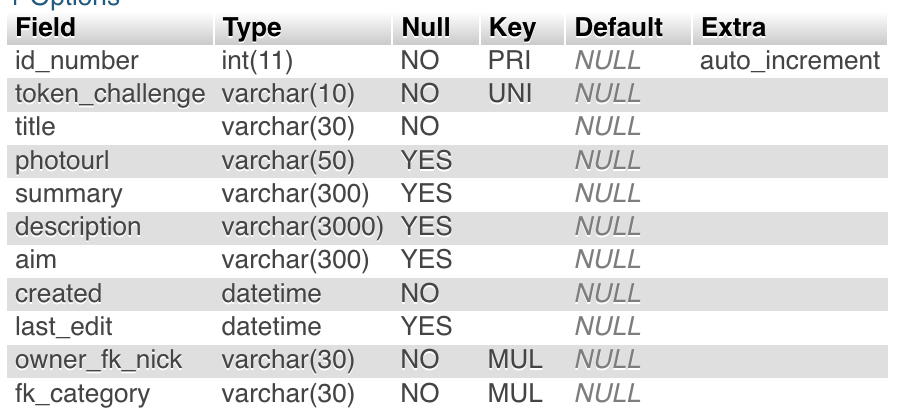 Options
Field Type Null Key Default Extra
id_number int(11) NO PRI NULL auto_increment
token_challenge varchar(10) NO UNI NULL
title varchar(30) NO NULL
photourl varchar(50) YES NULL
summary varchar(300) YES NULL
description varchar(3000) YES NULL
aim varchar(300) YES NULL
created datetime NO NULL
last_edit datetime YES NULL
owner_fk_nick varchar(30) NO MUL NULL
fk_category varchar(30) NO MUL NULL